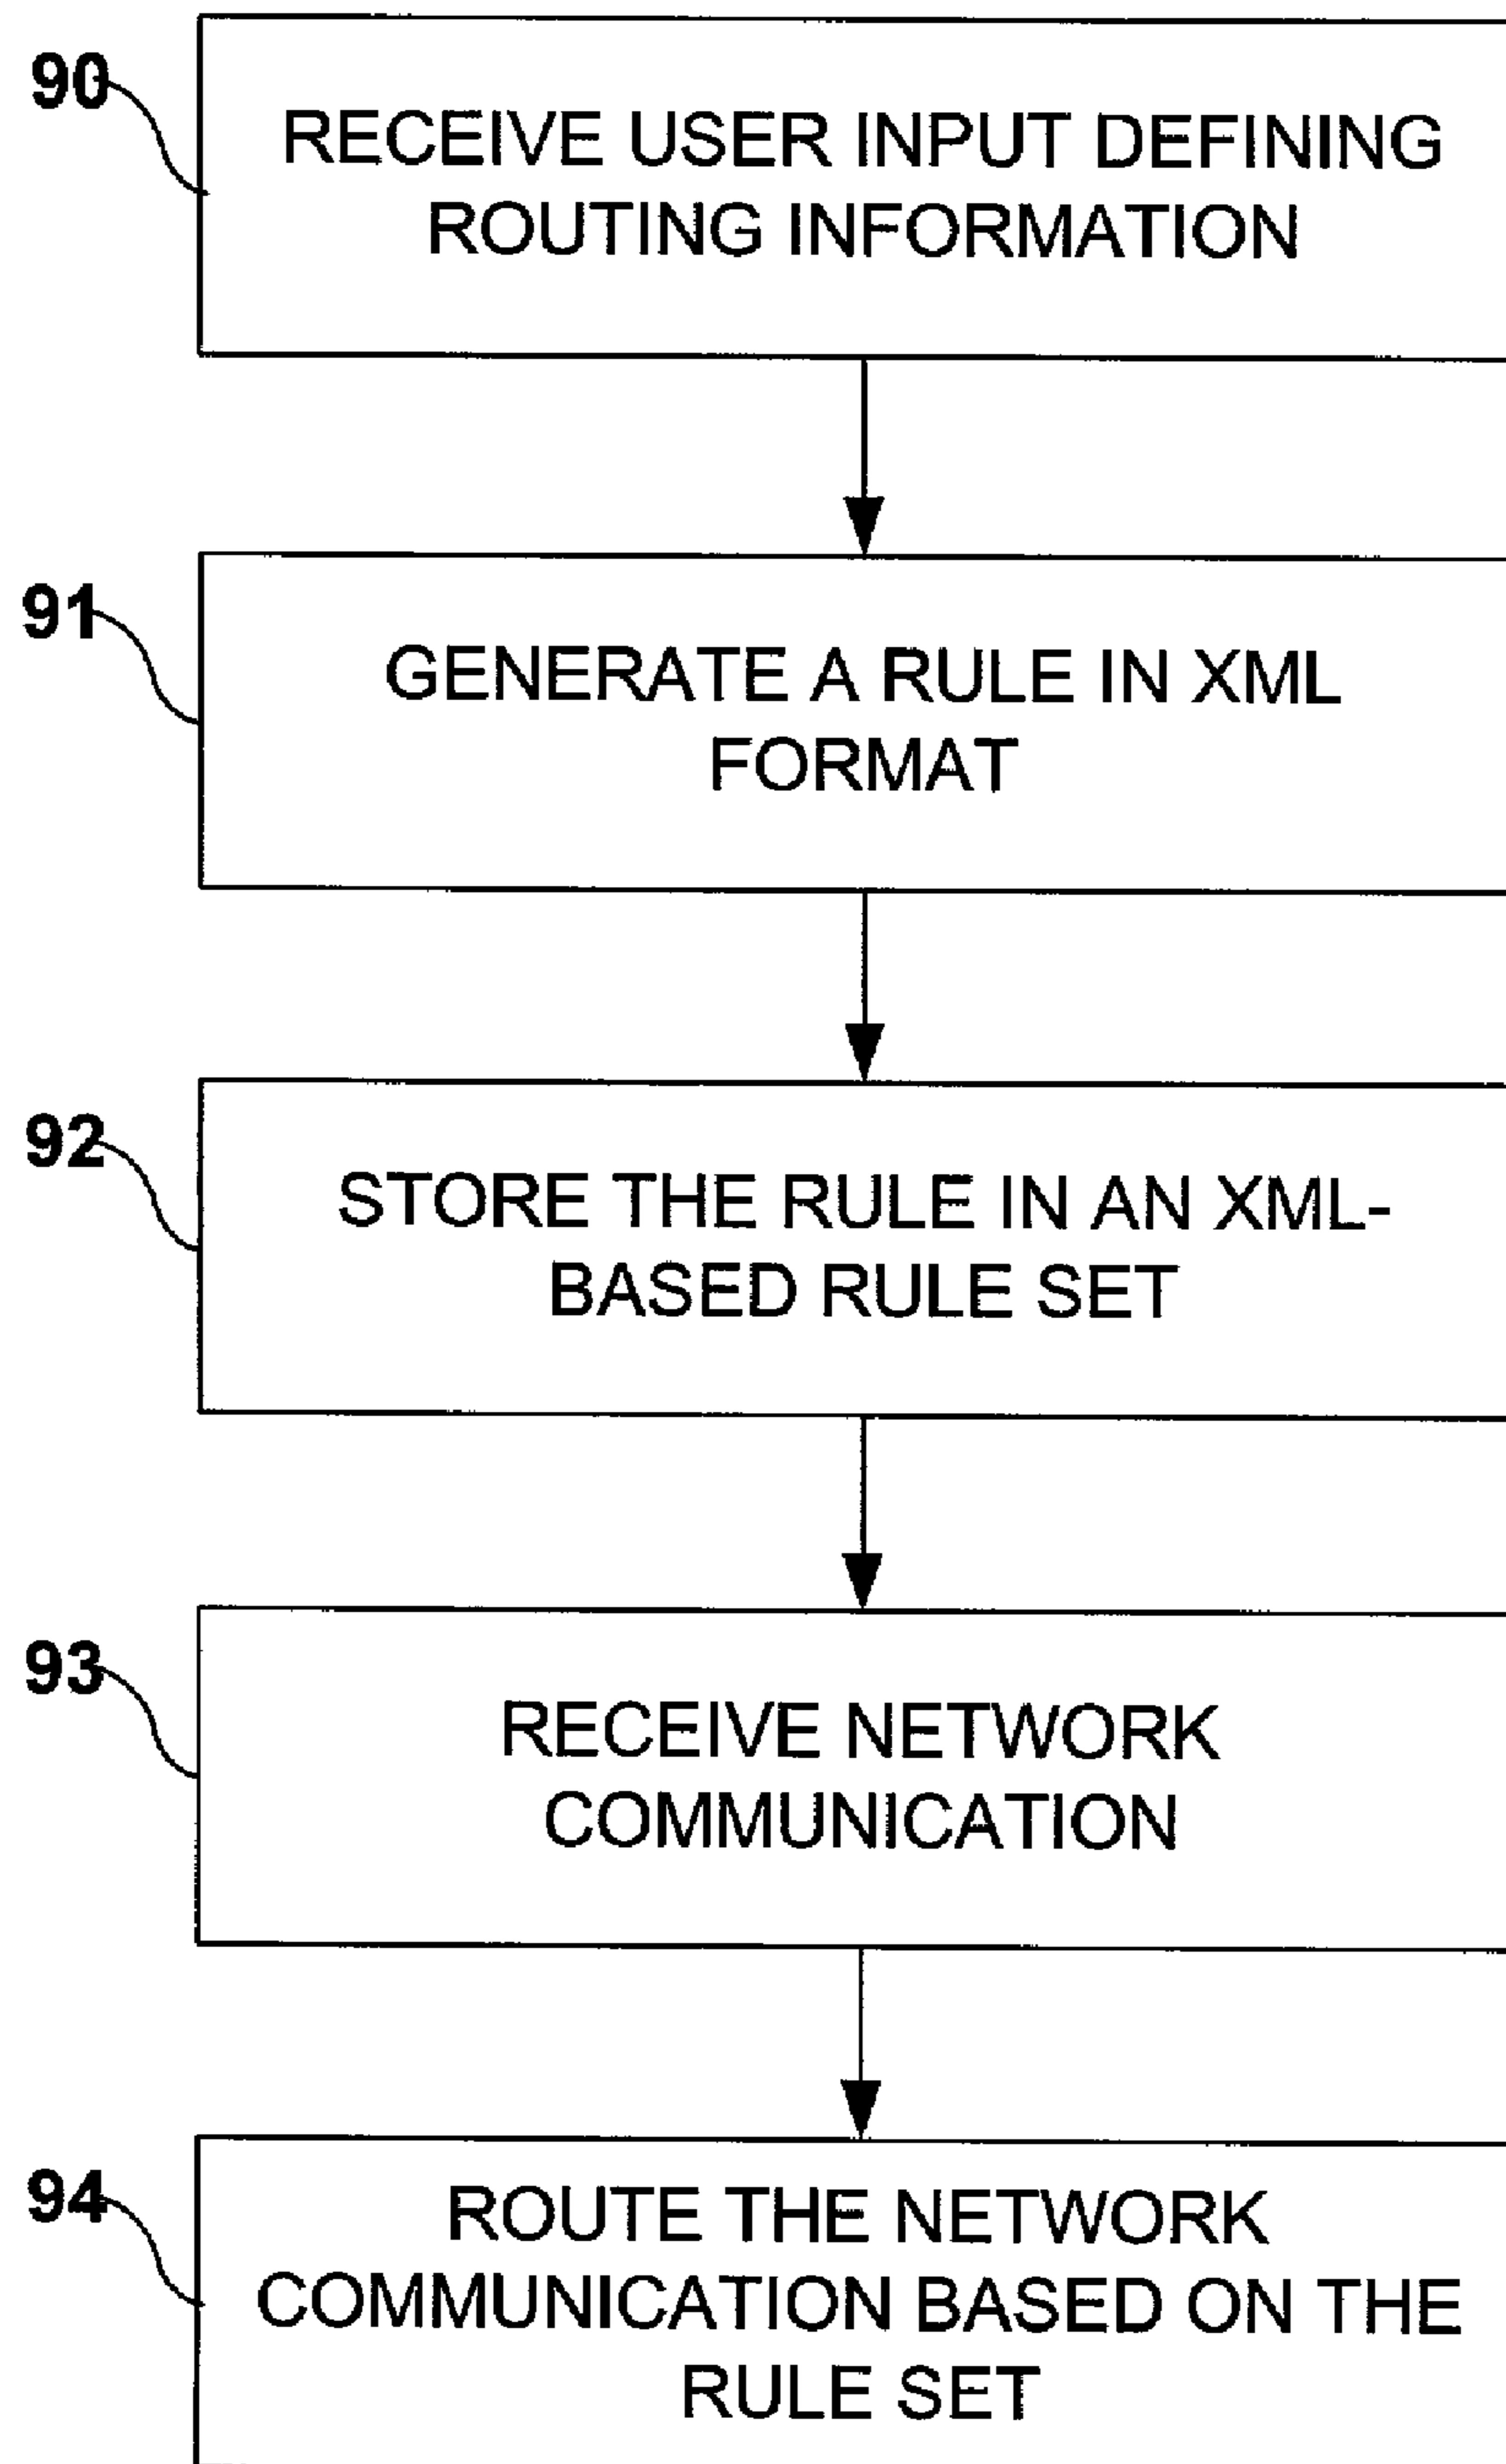 90
RECEIVE USER INPUT DEFINING
ROUTING INFORMATION
91
GENERATE A RULE IN XML
FORMAT
92
STORE THE RULE IN AN XML-
BASED RULE SET
93
RECEIVE NETWORK
COMMUNICATION
94
ROUTE THE NETWORK
COMMUNICATION BASED ON THE
RULE SET